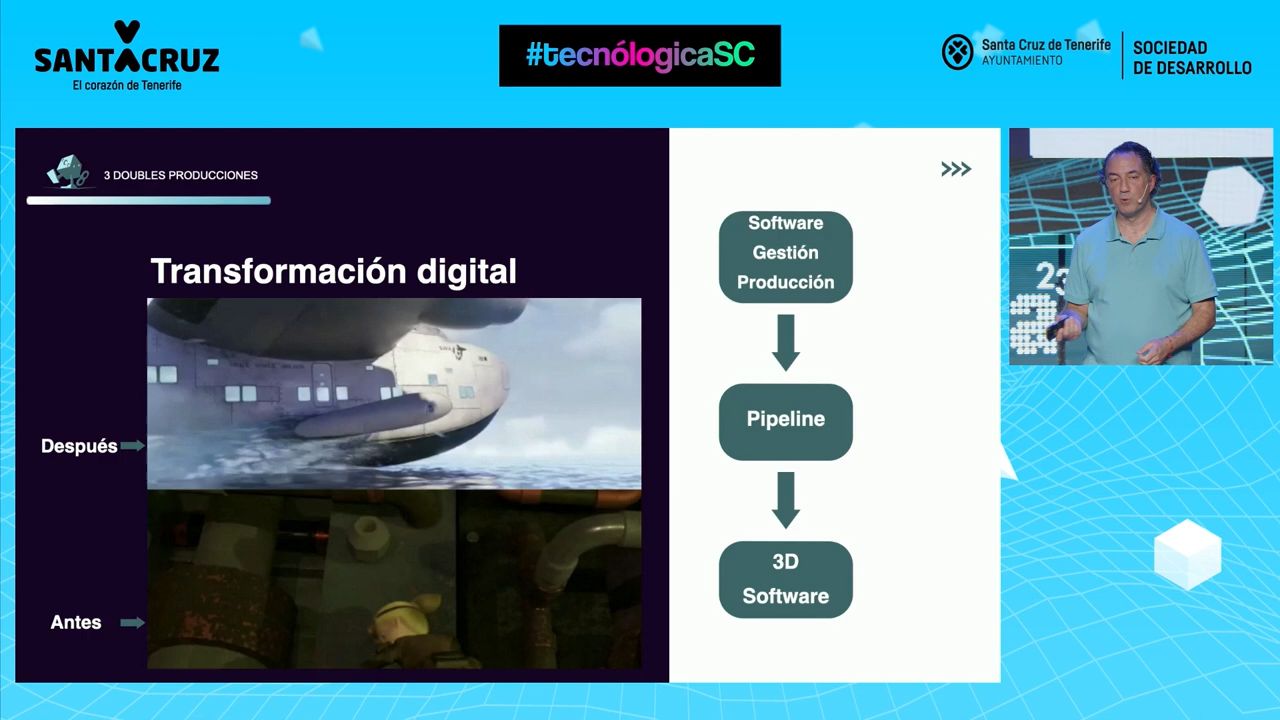 SANTACRUZ
El corazón de Tenerife
#tecnólogicaSC
Santa Cruz de Tenerife
AYUNTAMIENTO
SOCIEDAD
DE DESARROLLO
3 DOUBLES PRODUCCIONES
Transformación digital
Después
Antes
Software
Gestión
Producción
Pipeline
3D
Software
23
a